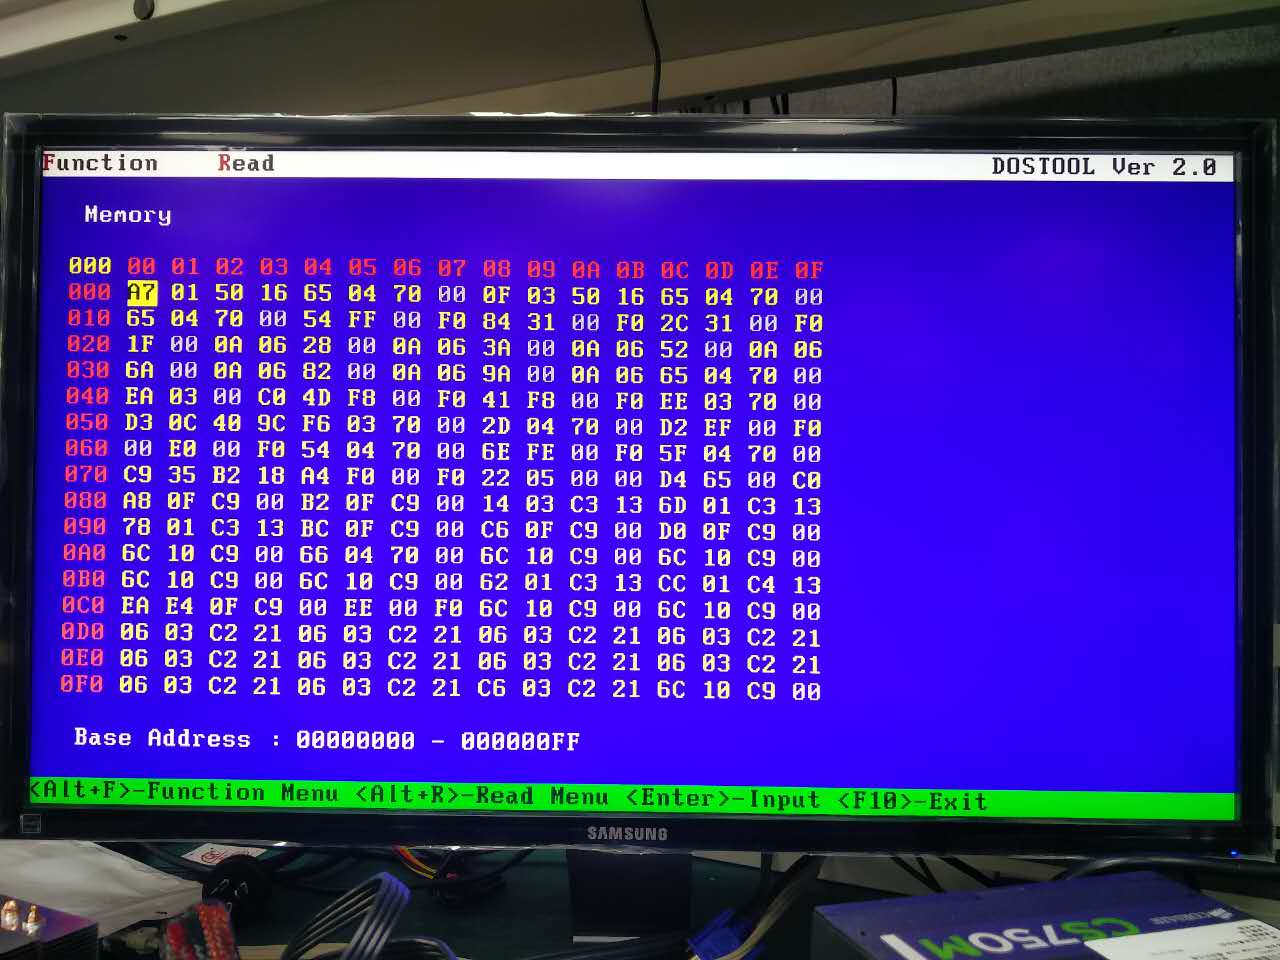 Function Read DOSTOOL Ver 2.0
Memory
000 00 01 02 03 04 05 06 07 08 09 0A 0B 0C 0D 0E 0F
000 A7 01 50 16 65 04 70 00 0F 03 50 16 65 04 70 00
010 65 04 70 00 54 FF 00 F0 84 31 00 F0 2C 31 00 F0
020 1F 00 0A 06 28 00 0A 06 3A 00 0A 06 52 00 0A 06
030 6A 00 0A 06 82 00 0A 06 9A 00 0A 06 65 04 70 00
040 EA 03 00 C0 4D F8 00 F0 41 F8 00 F0 EE 03 70 00
050 D3 0C 40 9C F6 03 70 00 2D 04 70 00 D2 EF 00 F0
060 00 E0 00 F0 54 04 70 00 6E FE 00 F0 5F 04 70 00
070 C9 35 B2 18 A4 F0 00 F0 22 05 00 00 D4 65 00 C0
080 A8 0F C9 00 B2 0F C9 00 14 03 C3 13 6D 01 C3 13
090 78 01 C3 13 BC 0F C9 00 C6 0F C9 00 D0 0F C9 00
0A0 6C 10 C9 00 66 04 70 00 6C 10 C9 00 6C 10 C9 00
0B0 6C 10 C9 00 6C 10 C9 00 62 01 C3 13 CC 01 C4 13
0C0 EA E4 0F C9 00 EE 00 F0 6C 10 C9 00 6C 10 C9 00
0D0 06 03 C2 21 06 03 C2 21 06 03 C2 21 06 03 C2 21
0E0 06 03 C2 21 06 03 C2 21 06 03 C2 21 06 03 C2 21
0F0 06 03 C2 21 06 03 C2 21 C6 03 C2 21 6C 10 C9 00
Base Address : 00000000 - 000000FF
<Alt+F>-Function Menu <Alt+R>-Read Menu <Enter>-Input <F10>-Exit
SAMSUNG
CORSAIR
CS750M